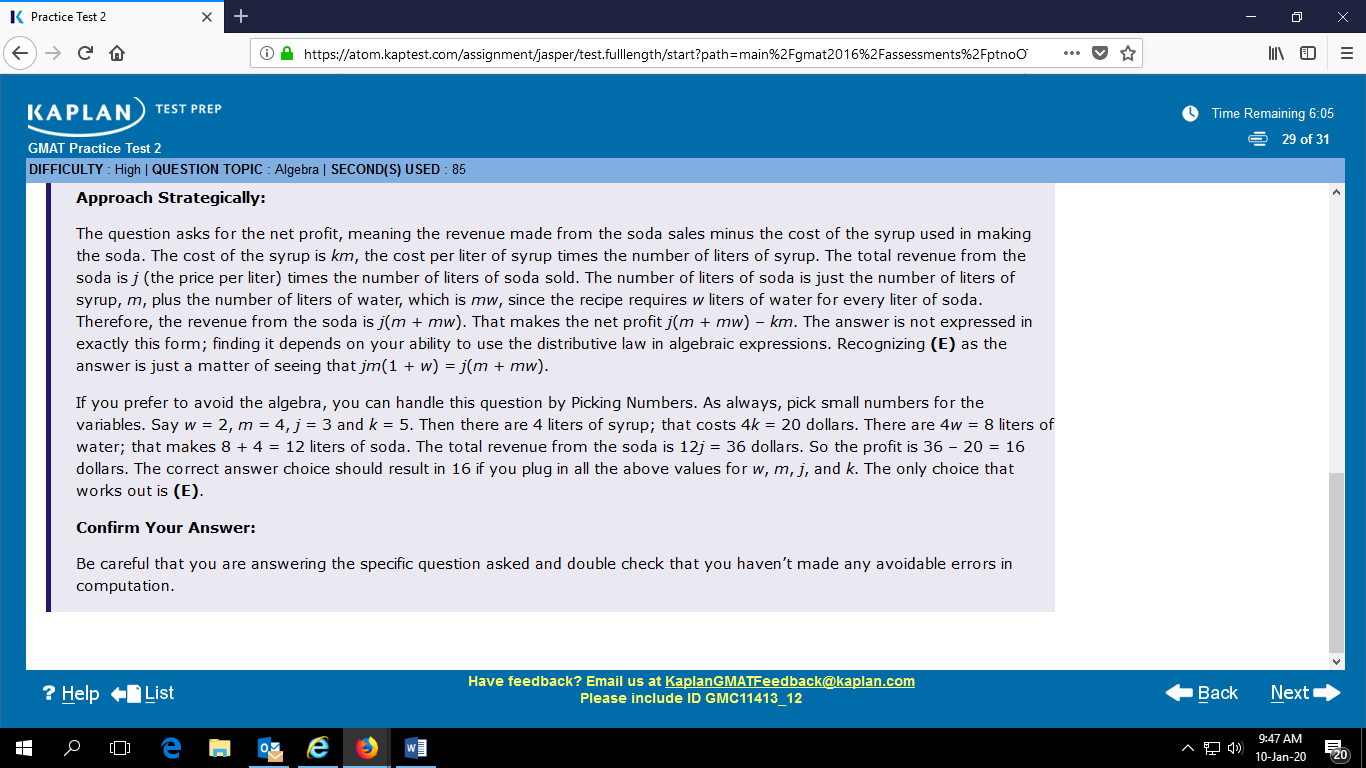 Practice Test 2
https://atom.kaptest.com/assignment/jasper/test.fulllength/start?path=main%2Fgmat2016%2Fassessments%2FptnoO
KAPLAN TEST PREP
Time Remaining 6:05
GMAT Practice Test 2
29 of 31
DIFFICULTY : High | QUESTION TOPIC : Algebra | SECOND(S) USED : 85
Approach Strategically:
The question asks for the net profit, meaning the revenue made from the soda sales minus the cost of the syrup used in making
the soda. The cost of the syrup is km, the cost per liter of syrup times the number of liters of syrup. The total revenue from the
soda is j (the price per liter) times the number of liters of soda sold. The number of liters of soda is just the number of liters of
syrup, m, plus the number of liters of water, which is mw, since the recipe requires w liters of water for every liter of soda.
Therefore, the revenue from the soda is j(m + mw). That makes the net profit j(m + mw) – km. The answer is not expressed in
exactly this form; finding it depends on your ability to use the distributive law in algebraic expressions. Recognizing (E) as the
answer is just a matter of seeing that jm(1 + w) = j(m + mw).
If you prefer to avoid the algebra, you can handle this question by Picking Numbers. As always, pick small numbers for the
variables. Say w = 2, m = 4, j = 3 and k = 5. Then there are 4 liters of syrup; that costs 4k = 20 dollars. There are 4w = 8 liters of
water; that makes 8 + 4 = 12 liters of soda. The total revenue from the soda is 12j = 36 dollars. So the profit is 36 – 20 = 16
dollars. The correct answer choice should result in 16 if you plug in all the above values for w, m, j, and k. The only choice that
works out is (E).
Confirm Your Answer:
Be careful that you are answering the specific question asked and double check that you haven't made any avoidable errors in
computation.
? Help
List
Have feedback? Email us at KaplanGMATFeedback@kaplan.com
Please include ID GMC11413_12
Back
Next
9:47 AM
10-Jan-20
20